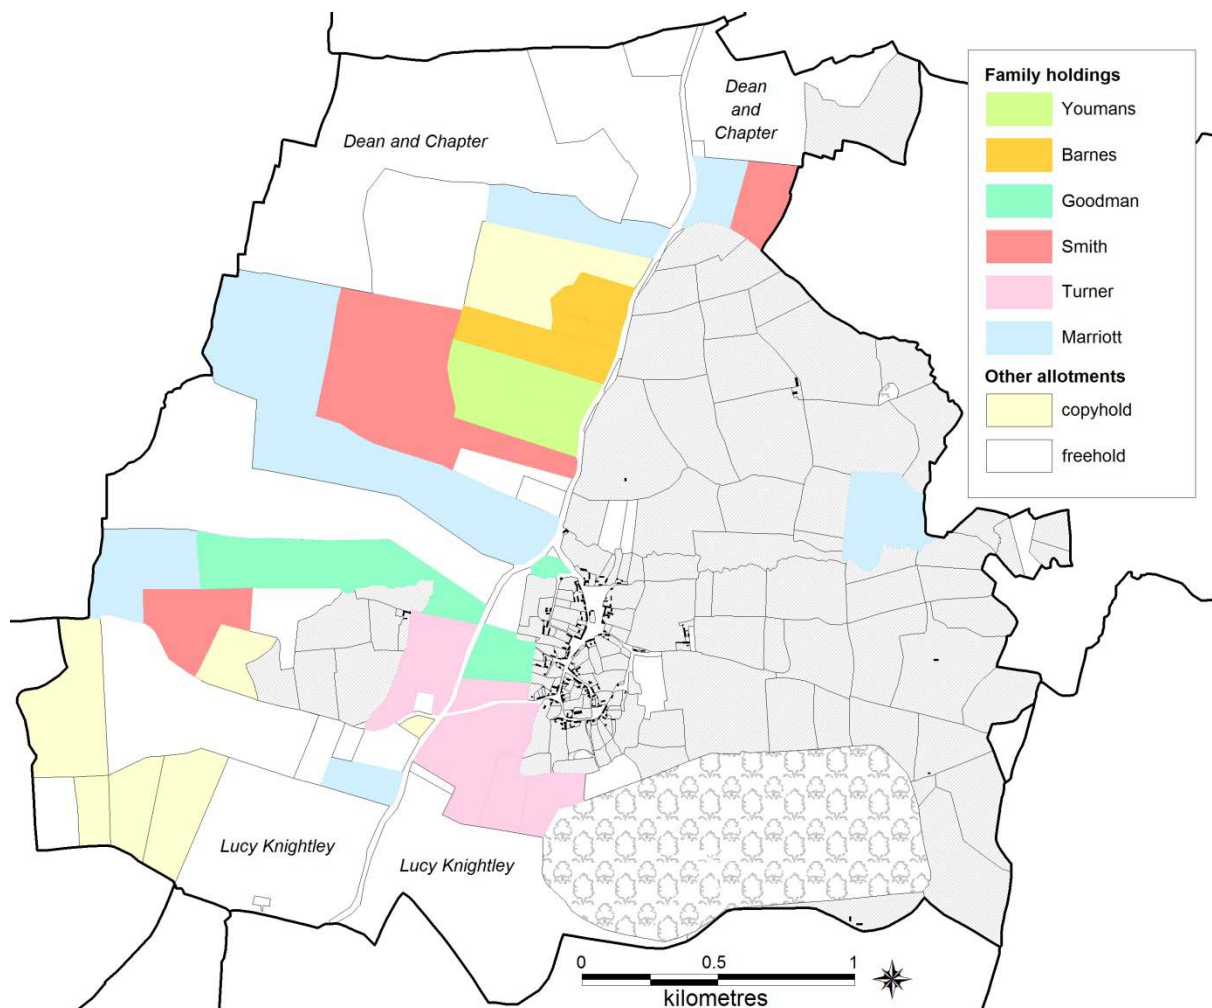 Dean and Chapter
Dean
and
Chapter
Family holdings
Youmans
Barnes
Goodman
Smith
Turner
Marriott
Other allotments
copyhold
freehold
Lucy Knightley
Lucy Knightley
0 0.5 1
kilometres